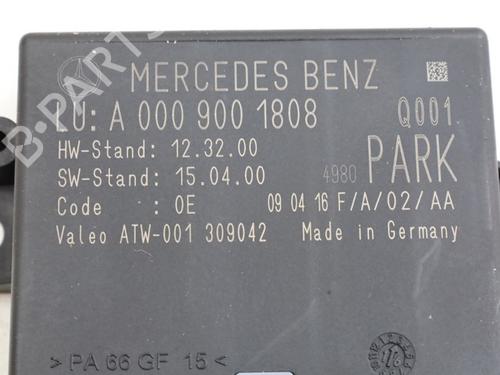 MERCEDES BENZ
ZU: A 000 900 1808 Q001
HW-Stand: 12.32.00
SW-Stand: 15.04.00 4980 PARK
Code : 0E 09 04 16 F/A/02/AA
Valeo ATW-001 309042 Made in Germany
>PA 66 GF 15<